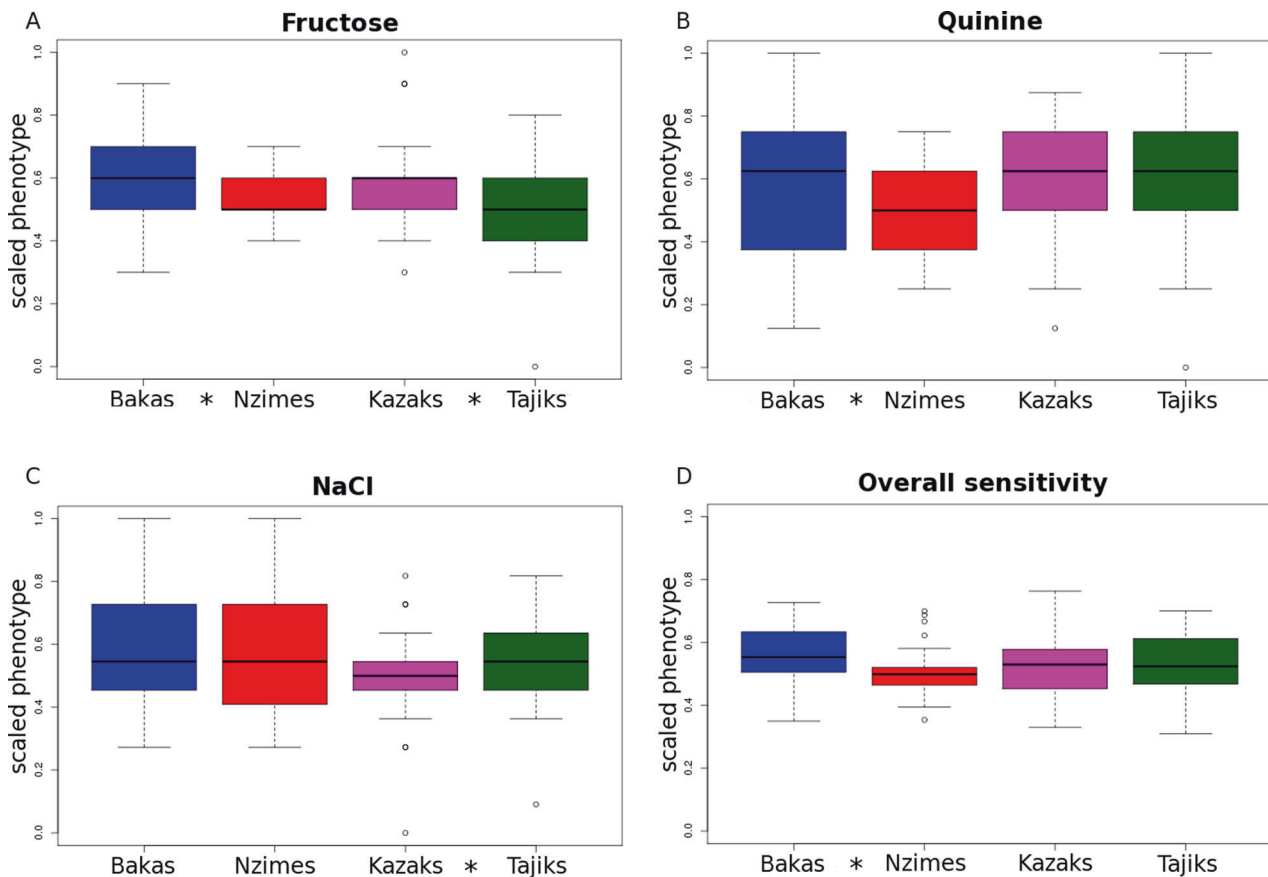 A
Fructose
scaled phenotype
1.0
0.8
0.6
0.4
0.2
0.0
Bakas * Nzimes Kazaks * Tajiks
B
Quinine
scaled phenotype
1.0
0.8
0.6
0.4
0.2
0.0
Bakas * Nzimes Kazaks Tajiks
C
NaCl
scaled phenotype
1.0
0.8
0.6
0.4
0.2
0.0
Bakas Nzimes Kazaks * Tajiks
D
Overall sensitivity
scaled phenotype
1.0
0.8
0.6
0.4
0.2
0.0
Bakas * Nzimes Kazaks Tajiks